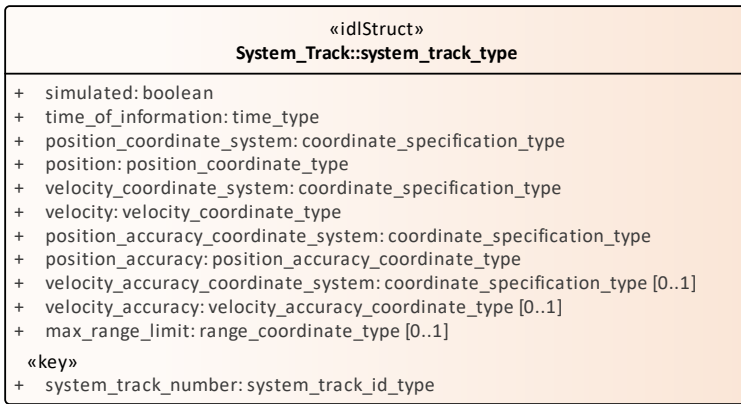 «idlStruct»
System_Track::system_track_type
+ simulated: boolean
+ time_of_information: time_type
+ position_coordinate_system: coordinate_specification_type
+ position: position_coordinate_type
+ velocity_coordinate_system: coordinate_specification_type
+ velocity: velocity_coordinate_type
+ position_accuracy_coordinate_system: coordinate_specification_type
+ position_accuracy: position_accuracy_coordinate_type
+ velocity_accuracy_coordinate_system: coordinate_specification_type [0..1]
+ velocity_accuracy: velocity_accuracy_coordinate_type [0..1]
+ max_range_limit: range_coordinate_type [0..1]
«key»
+ system_track_number: system_track_id_type